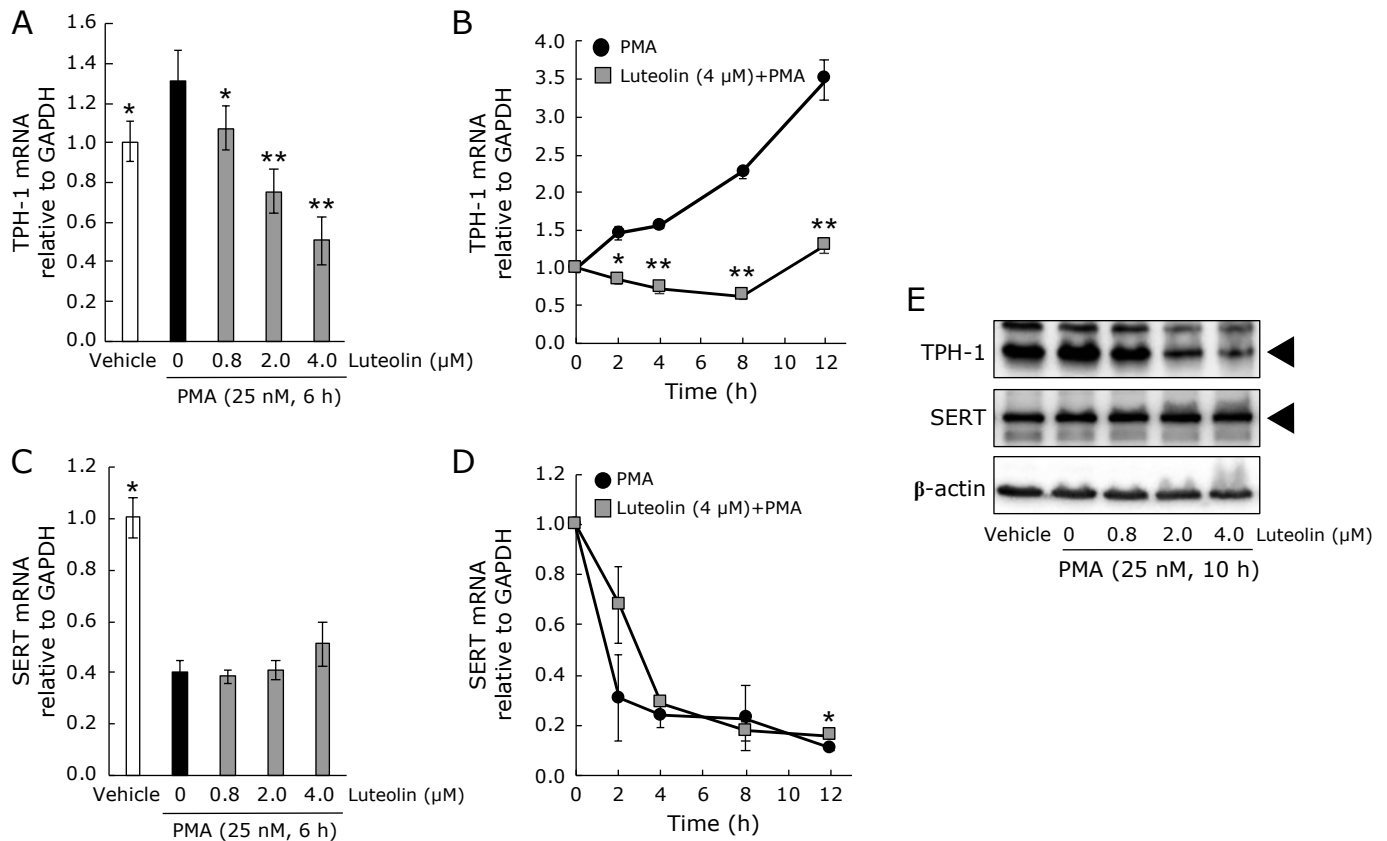 A
TPH-1 mRNA
relative to GAPDH
1.6
1.4
1.2
1.0
0.8
0.6
0.4
0.2
0.0
*
*
**
**
Vehicle 0 0.8 2.0 4.0 Luteolin (µM)
PMA (25 nM, 6 h)
B
TPH-1 mRNA
relative to GAPDH
4.0
3.5
3.0
2.5
2.0
1.5
1.0
0.5
0.0
PMA
Luteolin (4 µM)+PMA
*
**
**
**
0 2 4 6 8 10 12
Time (h)
C
SERT mRNA
relative to GAPDH
1.2
1.0
0.8
0.6
0.4
0.2
0.0
*
Vehicle 0 0.8 2.0 4.0 Luteolin (µM)
PMA (25 nM, 6 h)
D
SERT mRNA
relative to GAPDH
1.2
1.0
0.8
0.6
0.4
0.2
0.0
PMA
Luteolin (4 µM)+PMA
*
0 2 4 6 8 10 12
Time (h)
E
TPH-1
SERT
β-actin
Vehicle 0 0.8 2.0 4.0 Luteolin (µM)
PMA (25 nM, 10 h)